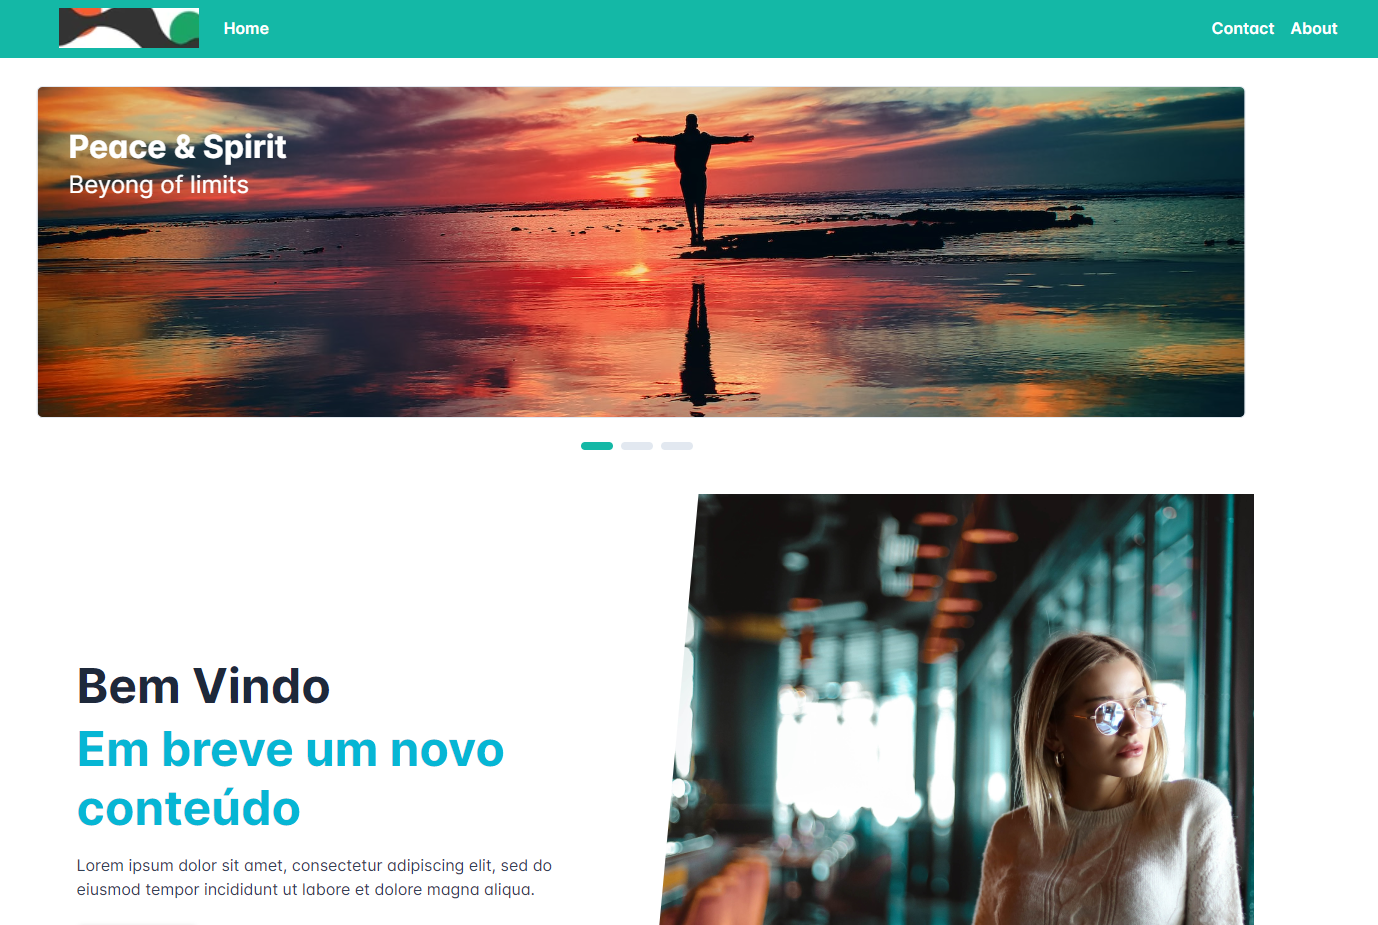 Home
Contact
About
Peace & Spirit
Beyong of limits
Bem Vindo
Em breve um novo
conteúdo
Lorem ipsum dolor sit amet, consectetur adipiscing elit, sed do
eiusmod tempor incididunt ut labore et dolore magna aliqua.